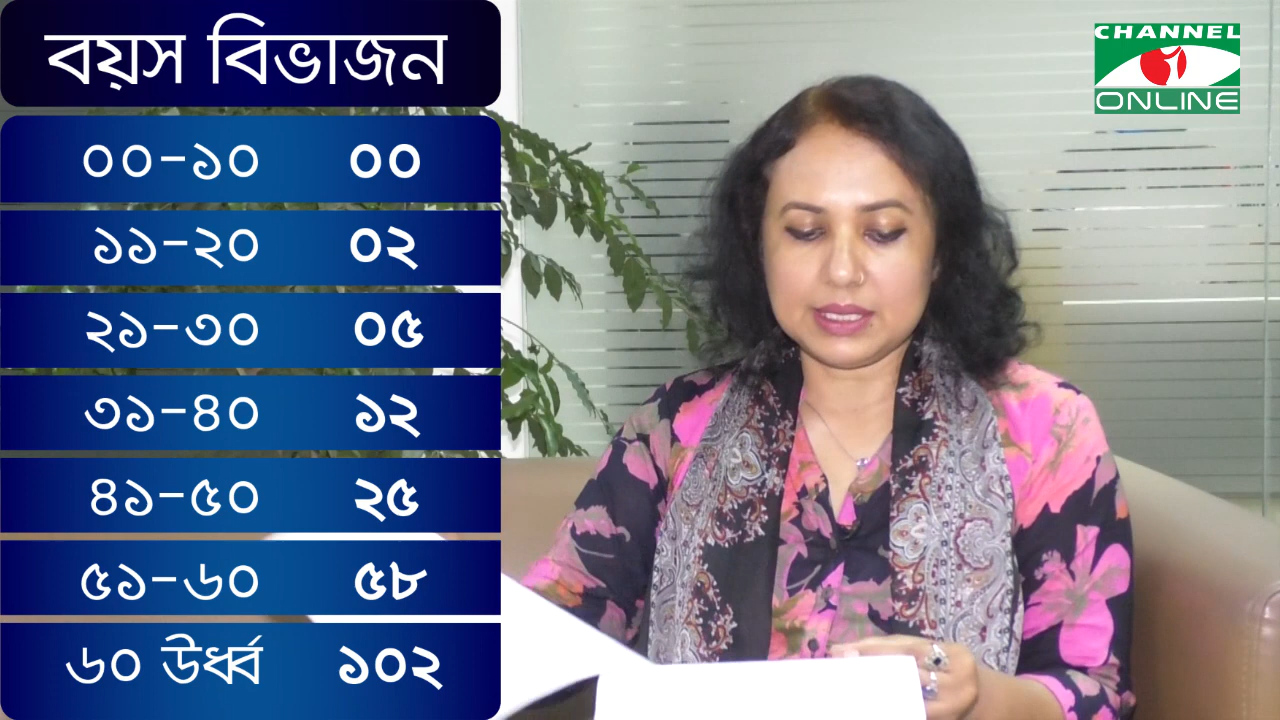 বয়স বিভাজন
০০-১০ ০০
১১-২০ ০২
২১-৩০ ০৫
৩১-৪০ ১২
৪১-৫০ ২৫
৫১-৬০ ৫৮
৬০ উর্ধ্ব ১০২
CHANNEL
i
ONLINE